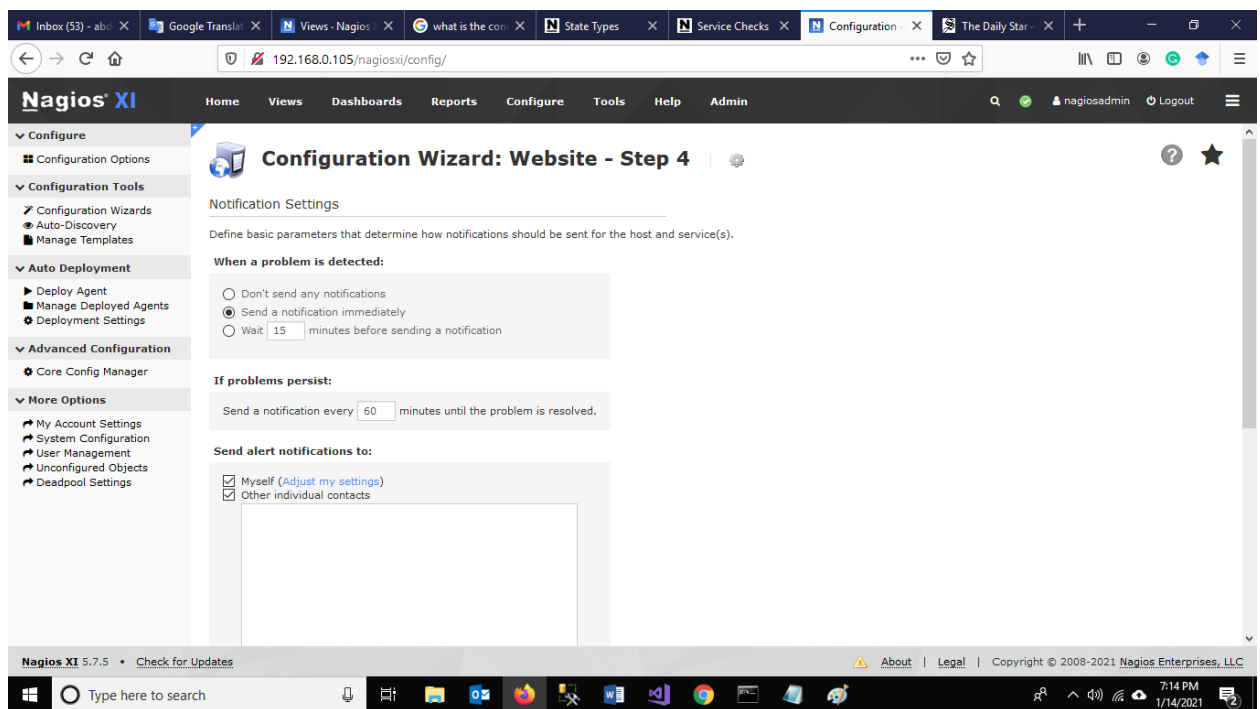 Inbox (53) - abd
Google Translat
Views · Nagios X
what is the con
State Types
Service Checks
Configuration ·
The Daily Star –
192.168.0.105/nagiosxi/config/
Nagios® XI
Home Views Dashboards Reports Configure Tools Help Admin
nagiosadmin Logout
Configure
Configuration Options
Configuration Tools
Configuration Wizards
Auto-Discovery
Manage Templates
Auto Deployment
Deploy Agent
Manage Deployed Agents
Deployment Settings
Advanced Configuration
Core Config Manager
More Options
My Account Settings
System Configuration
User Management
Unconfigured Objects
Deadpool Settings
Configuration Wizard: Website - Step 4
Notification Settings
Define basic parameters that determine how notifications should be sent for the host and service(s).
When a problem is detected:
Don't send any notifications
Send a notification immediately
Wait 15 minutes before sending a notification
If problems persist:
Send a notification every 60 minutes until the problem is resolved.
Send alert notifications to:
Myself (Adjust my settings)
Other individual contacts
Nagios XI 5.7.5 • Check for Updates
About | Legal | Copyright © 2008-2021 Nagios Enterprises, LLC
Type here to search
7:14 PM
1/14/2021
2